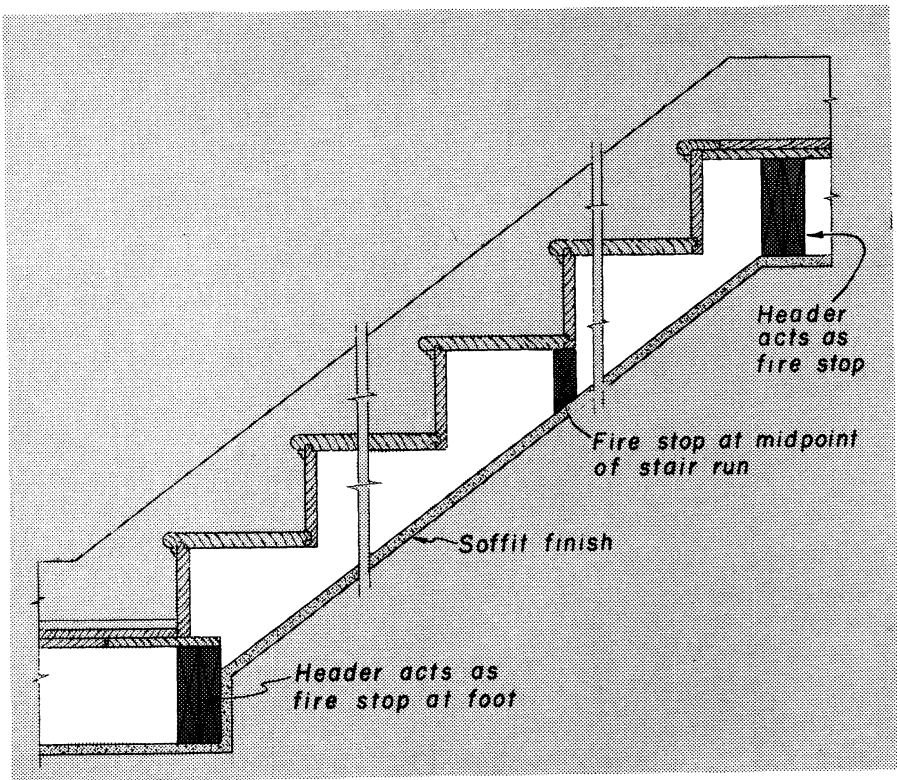 Header
acts as
fire stop
Fire stop at midpoint
of stair run
Soffit finish
Header acts as
fire stop at foot